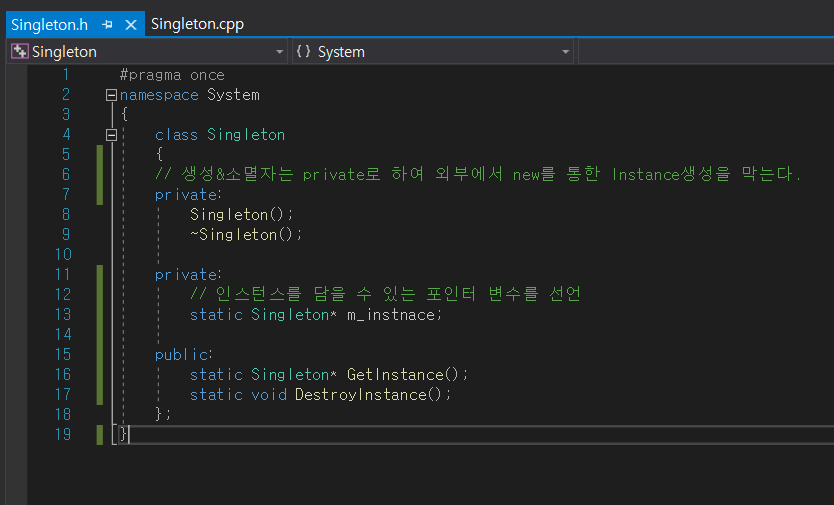 Singleton.h Singleton.cpp
Singleton {} System
1 #pragma once
2 namespace System
3 {
4 class Singleton
5 {
6 // 생성&소멸자는 private로 하여 외부에서 new를 통한 Instance생성을 막는다.
7 private:
8 Singleton();
9 ~Singleton();
10
11 private:
12 // 인스턴스를 담을 수 있는 포인터 변수를 선언
13 static Singleton* m_instnace;
14
15 public:
16 static Singleton* GetInstance();
17 static void DestroyInstance();
18 };
19 }